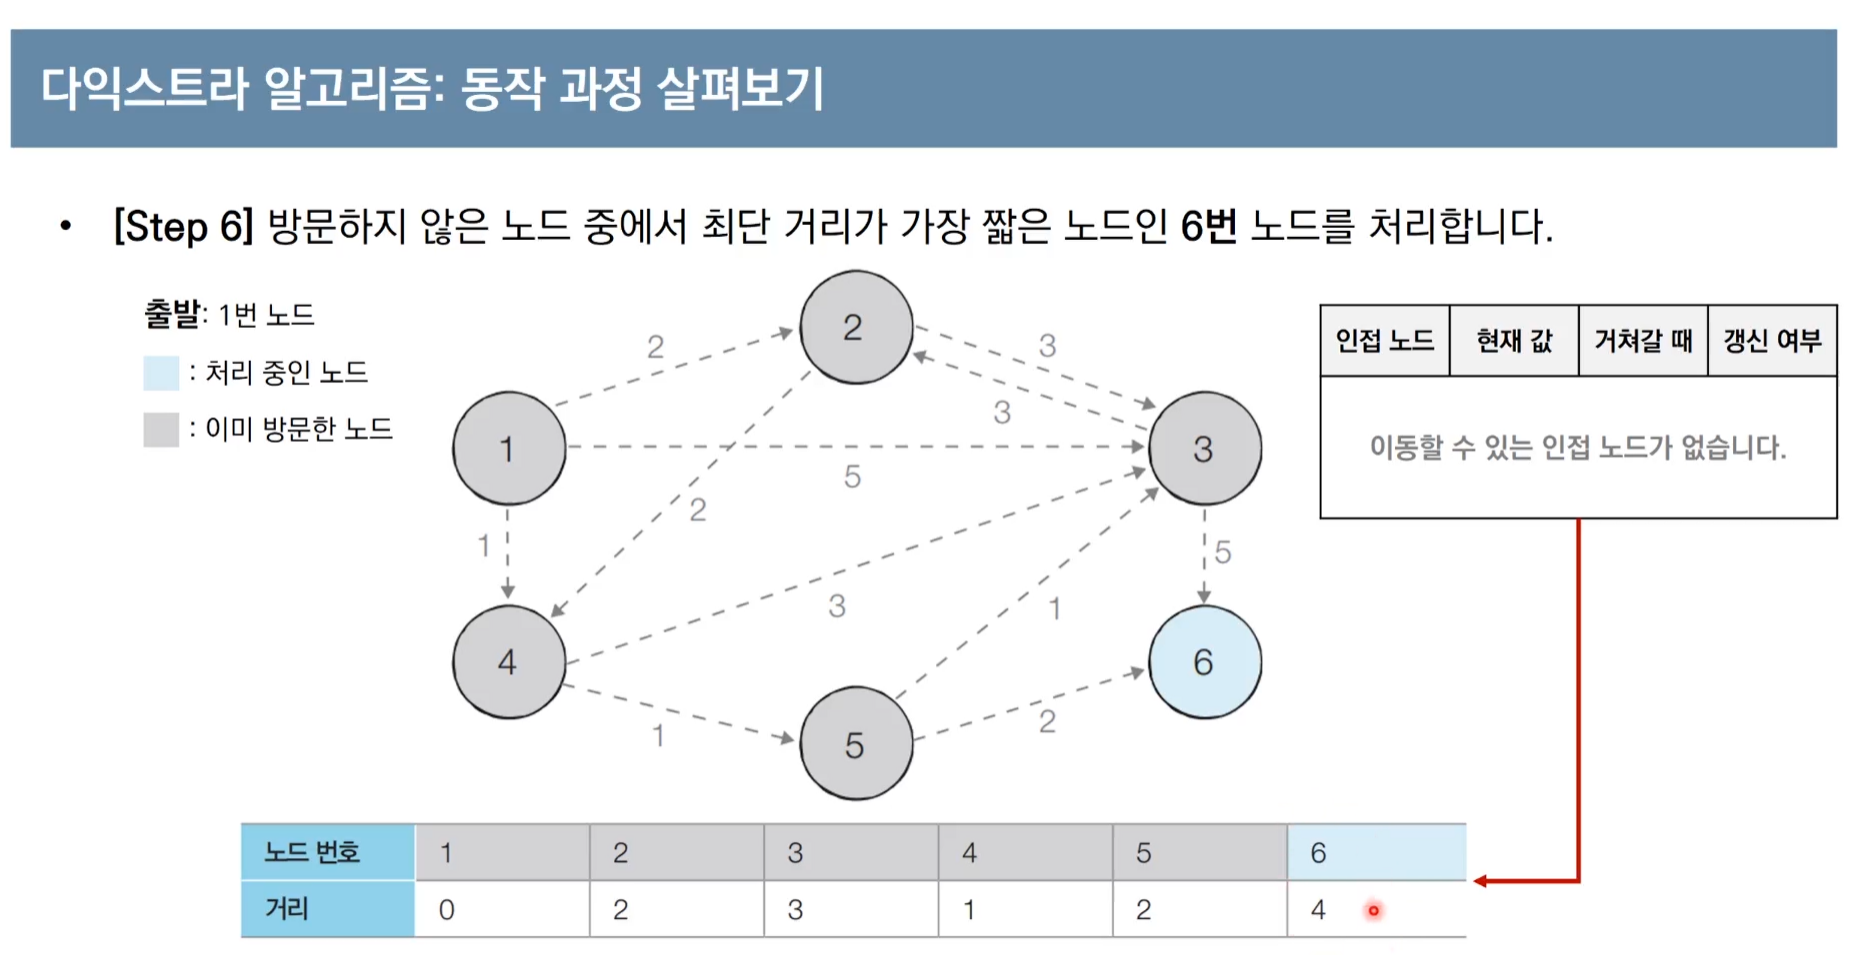 다익스트라 알고리즘: 동작 과정 살펴보기
• [Step 6] 방문하지 않은 노드 중에서 최단 거리가 가장 짧은 노드인 6번 노드를 처리합니다.
출발: 1번 노드
: 처리 중인 노드
: 이미 방문한 노드
2
2
3
3
1
3
5
2
1
5
3
1
4
6
1
5
2
인접 노드 현재 값 거쳐갈 때 갱신 여부
이동할 수 있는 인접 노드가 없습니다.
노드 번호 1 2 3 4 5 6
거리 0 2 3 1 2 4